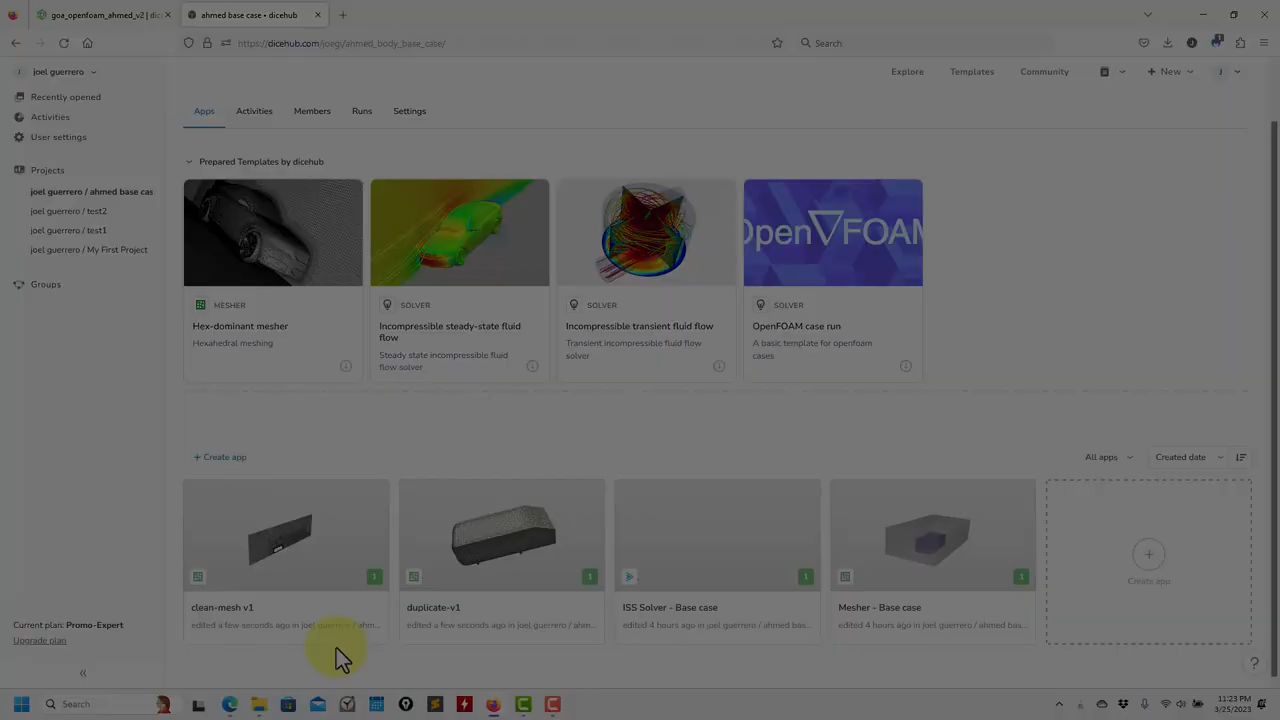 goa_openfoam_ahmed_v2 | dice
ahmed base case • dicehub
https://dicehub.com/joegi/ahmed_body_base_case/
Search
joel guerrero
Explore
Templates
Community
New
J
Recently opened
Activities
User settings
Projects
joel guerrero / ahmed base cas
joel guerrero / test2
joel guerrero / test1
joel guerrero / My First Project
Groups
Apps
Activities
Members
Runs
Settings
Prepared Templates by dicehub
OpenFOAM
MESHER
Hex-dominant mesher
Hexahedral meshing
SOLVER
Incompressible steady-state fluid
flow
Steady state incompressible fluid
flow solver
SOLVER
Incompressible transient fluid flow
Transient incompressible fluid flow
solver
SOLVER
OpenFOAM case run
A basic template for openfoam
cases
+ Create app
All apps
Created date
1
clean-mesh v1
edited a few seconds ago in joel guerrero / ahm...
1
duplicate-v1
edited a few seconds ago in joel guerrero / ahm...
1
ISS Solver - Base case
edited 4 hours ago in joel guerrero / ahmed bas...
1
Mesher - Base case
edited 4 hours ago in joel guerrero / ahmed bas...
Create app
Current plan: Promo-Expert
Upgrade plan
Search
11:23 PM
3/25/2023